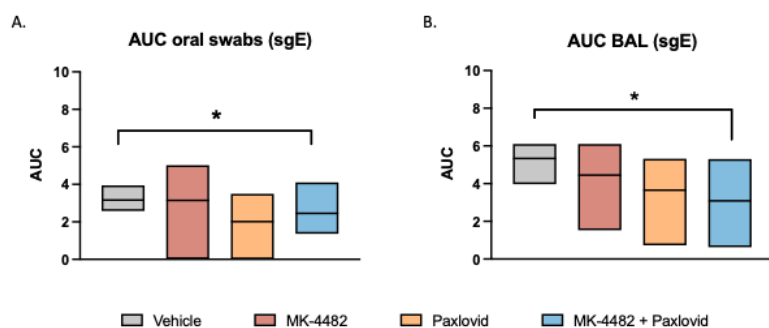 A.
AUC oral swabs (sgE)
10
8
6
4
2
0
AUC
*
B.
AUC BAL (sgE)
10
8
6
4
2
0
AUC
*
Vehicle
MK-4482
Paxlovid
MK-4482 + Paxlovid